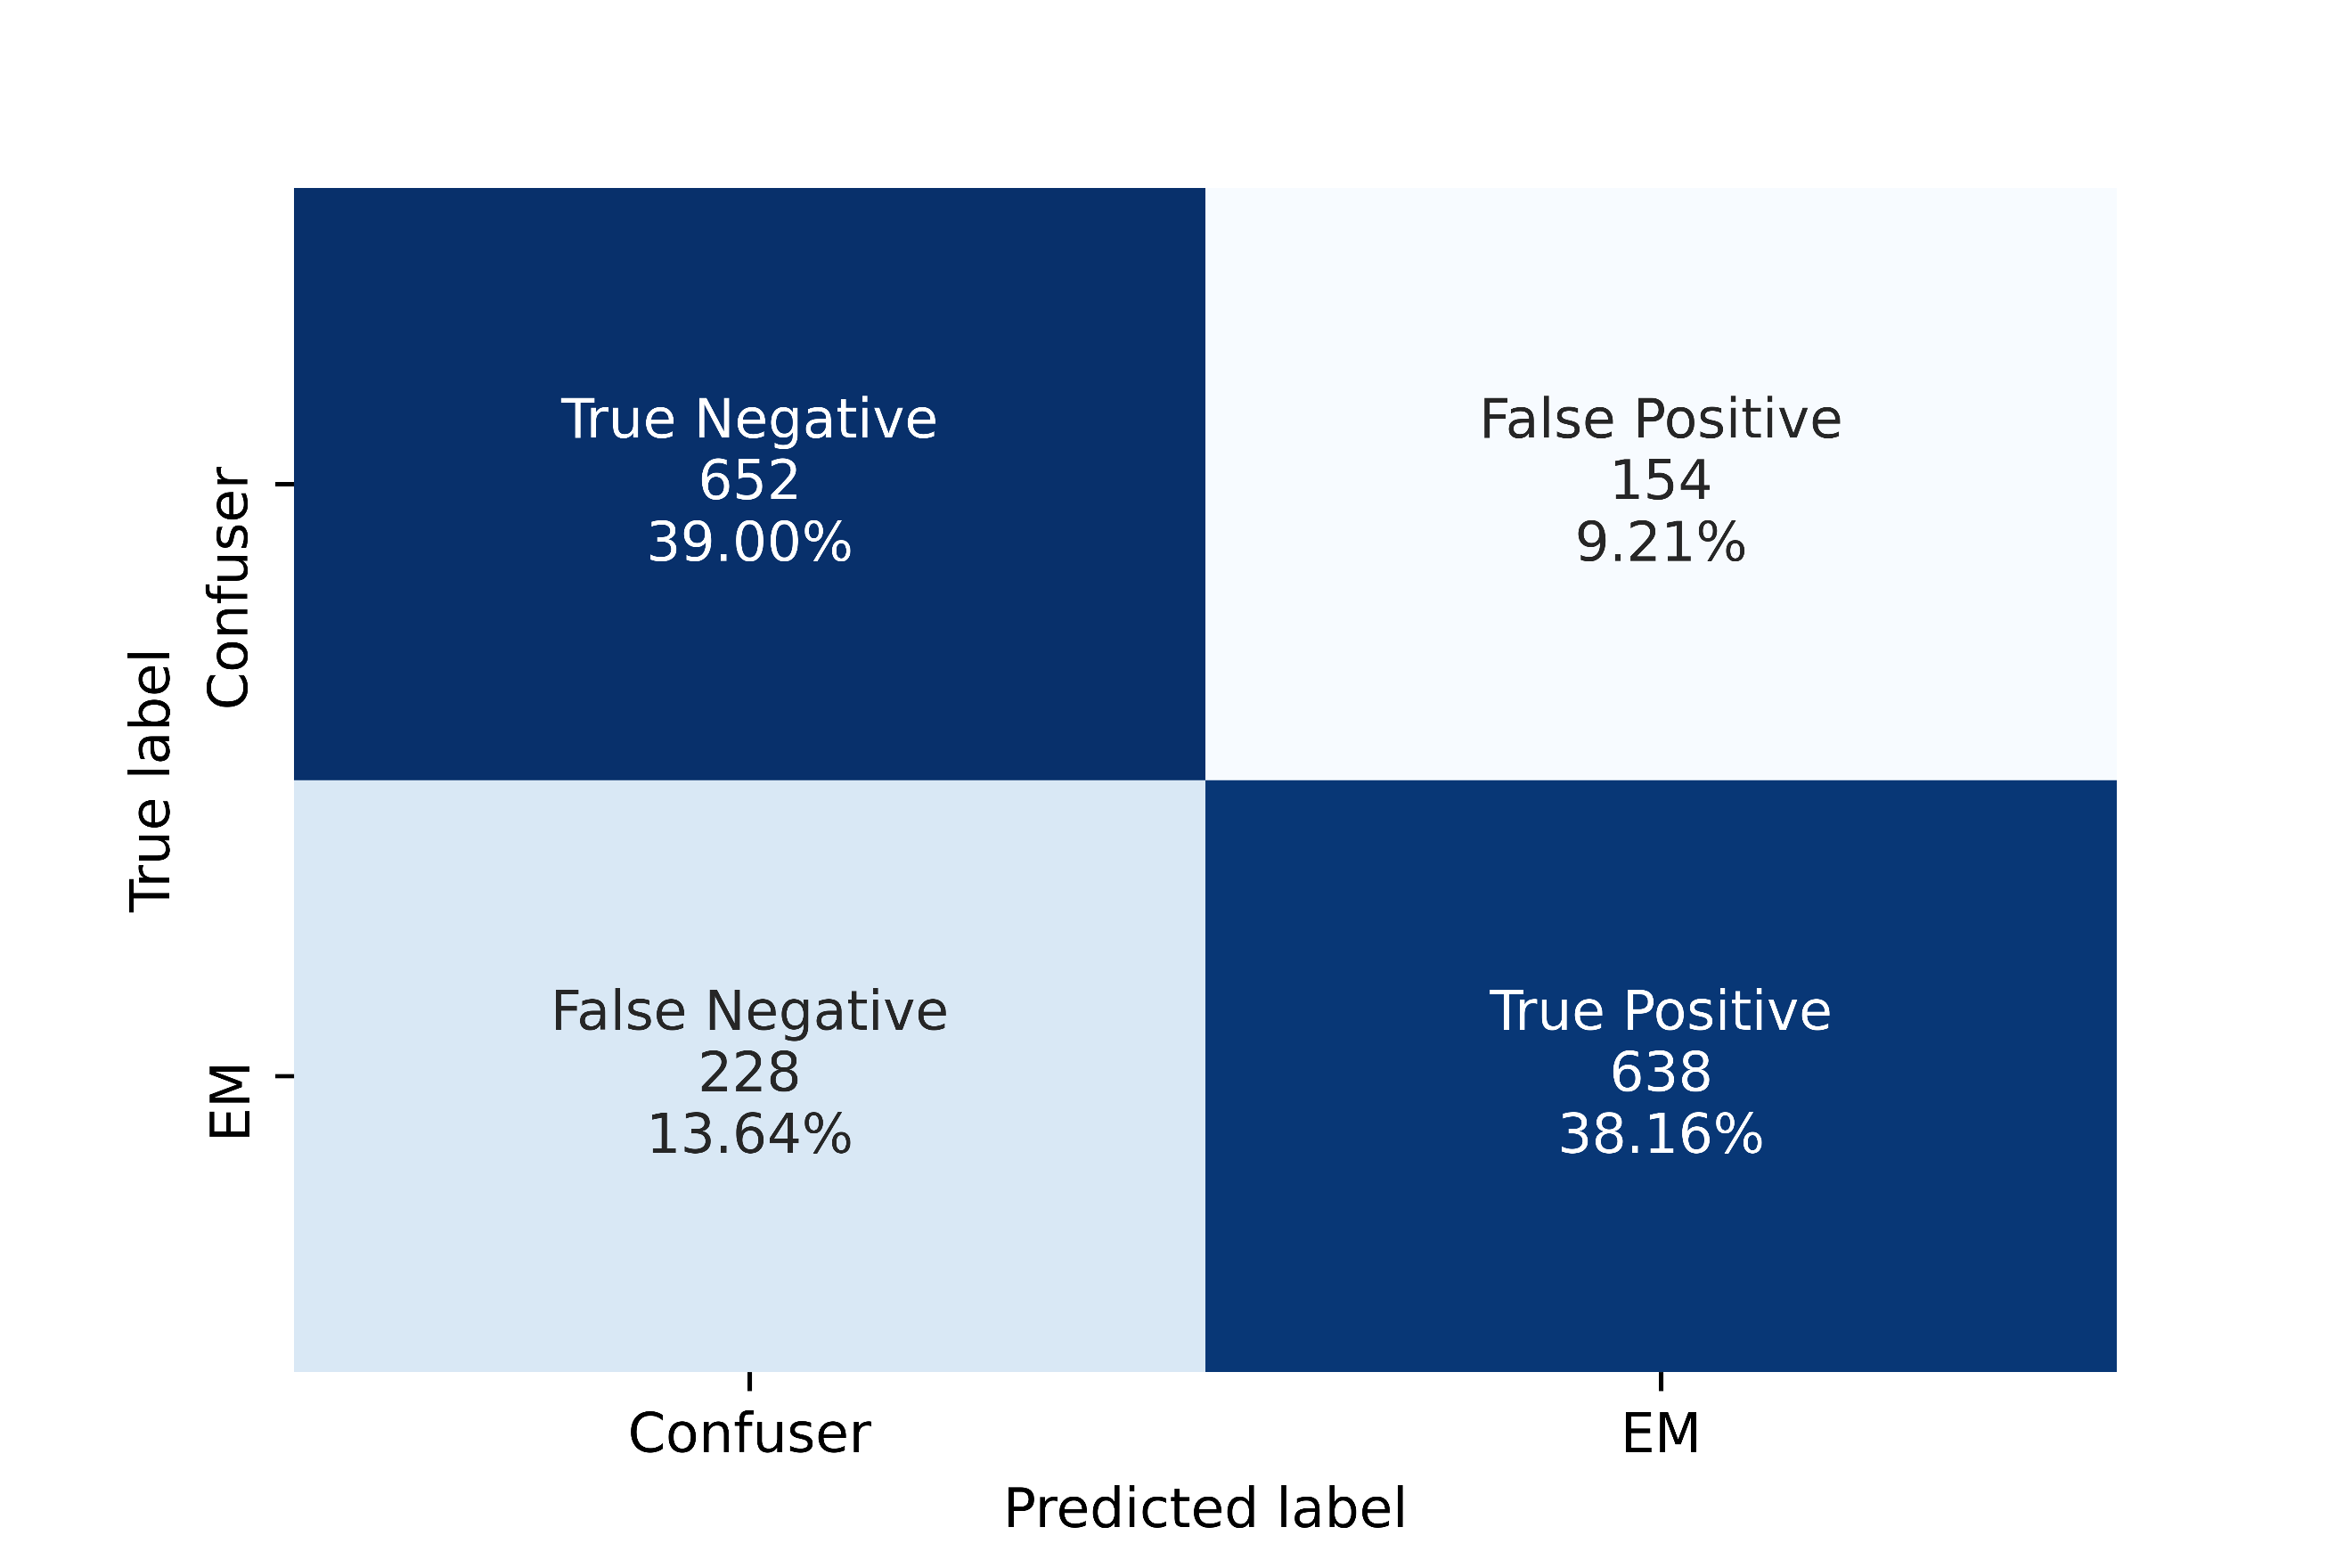 True label
Confuser
True Negative
652
39.00%
False Positive
154
9.21%
EM
False Negative
228
13.64%
True Positive
638
38.16%
Confuser
EM
Predicted label